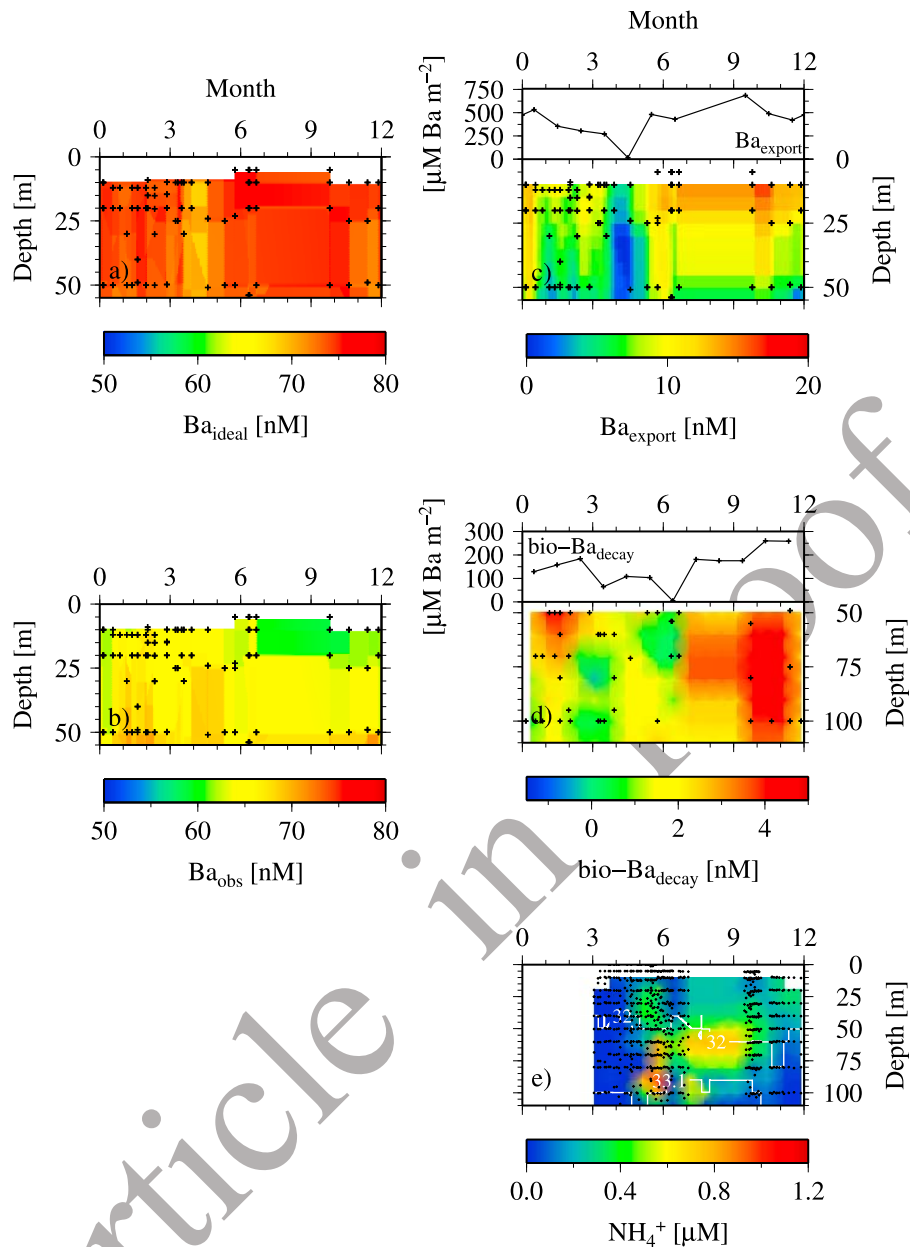 Month
0 3 6 9 12
0
25
50
Depth [m]
a)
50 60 70 80
Ba_ideal [nM]
Month
0 3 6 9 12
750
500
250
0
[μM Ba m⁻²]
Ba_export
0
25
50
Depth [m]
c)
0 10 20
Ba_export [nM]
0 3 6 9 12
0
25
50
Depth [m]
b)
50 60 70 80
Ba_obs [nM]
0 3 6 9 12
300
200
100
0
[μM Ba m⁻²]
bio−Ba_decay
50
75
100
Depth [m]
d)
0 2 4
bio−Ba_decay [nM]
0 3 6 9 12
0
25
50
75
100
Depth [m]
e)
32
32
33
0.0 0.4 0.8 1.2
NH₄⁺ [μM]
Article in proof